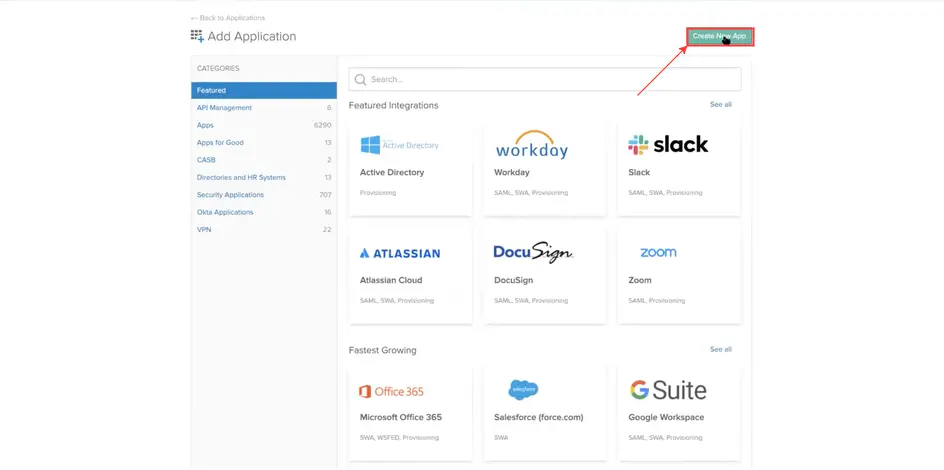 ← Back to Applications
Add Application
Create New App
CATEGORIES
Featured
API Management 6
Apps 6290
Apps for Good 13
CASB 2
Directories and HR Systems 13
Security Applications 707
Okta Applications 16
VPN 22
Search...
Featured Integrations See all
Active Directory
workday
slack
Active Directory
Workday
Slack
Provisioning
SAML, SWA, Provisioning
SAML, SWA, Provisioning
ATLASSIAN
DocuSign
zoom
Atlassian Cloud
DocuSign
Zoom
SAML, SWA, Provisioning
SAML, SWA, Provisioning
SAML, Provisioning
Fastest Growing See all
Office 365
salesforce
G Suite
Microsoft Office 365
Salesforce (force.com)
Google Workspace
SWA, WSFED, Provisioning
SWA
SAML, SWA, Provisioning